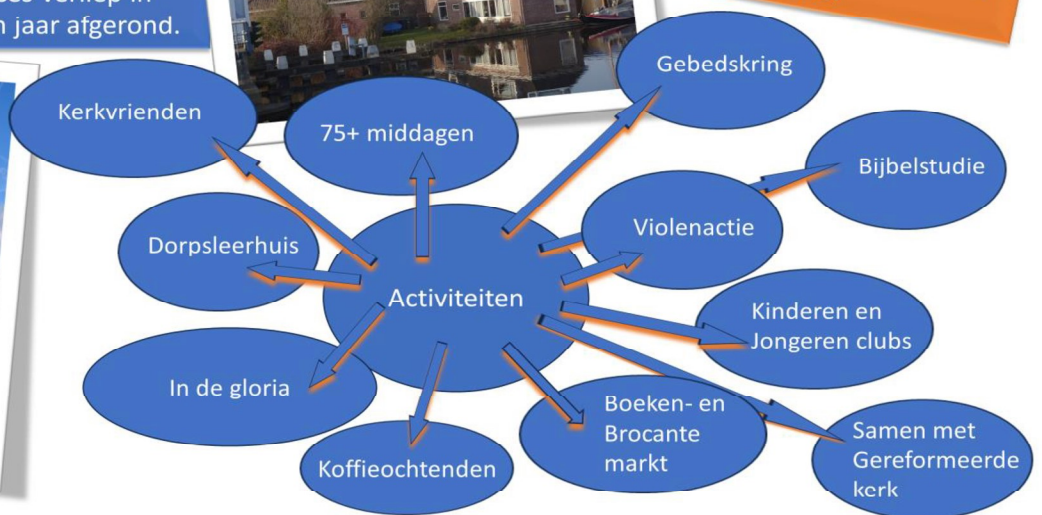 n jaar afgerond.
Gebedskring
Kerkvrienden
75+ middagen
Bijbelstudie
Violenactie
Dorpsleerhuis
Activiteiten
Kinderen en
Jongeren clubs
In de gloria
Boeken- en
Brocante
markt
Koffieochtenden
Samen met
Gereformeerde
kerk